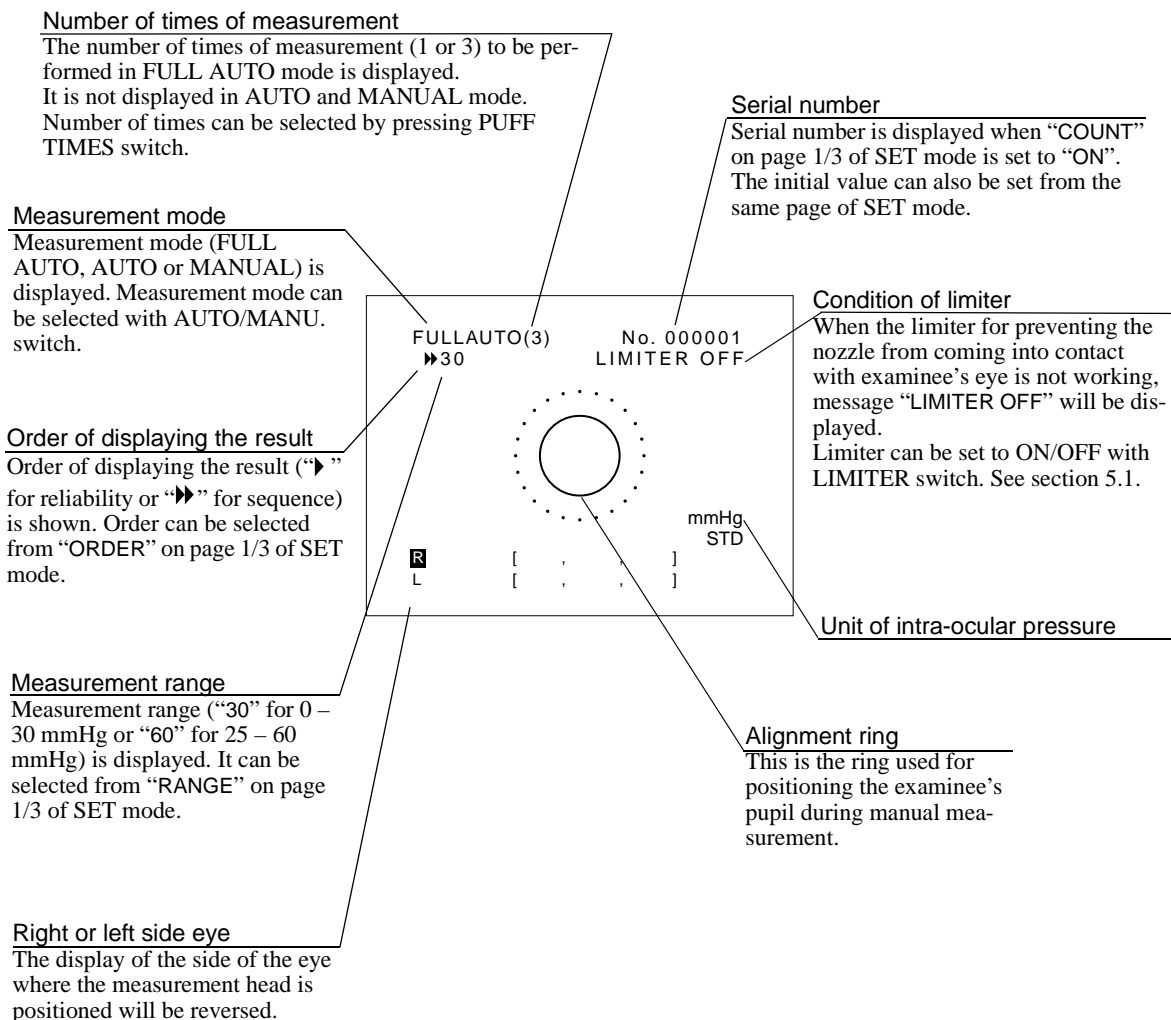 Number of times of measurement
The number of times of measurement (1 or 3) to be per-
formed in FULL AUTO mode is displayed.
It is not displayed in AUTO and MANUAL mode.
Number of times can be selected by pressing PUFF
TIMES switch.
Serial number
Serial number is displayed when “COUNT”
on page 1/3 of SET mode is set to “ON”.
The initial value can also be set from the
same page of SET mode.
Measurement mode
Measurement mode (FULL
AUTO, AUTO or MANUAL) is
displayed. Measurement mode can
be selected with AUTO/MANU.
switch.
Condition of limiter
When the limiter for preventing the
nozzle from coming into contact
with examinee’s eye is not working,
message “LIMITER OFF” will be dis-
played.
Limiter can be set to ON/OFF with
LIMITER switch. See section 5.1.
FULLAUTO(3) No. 000001
30 LIMITER OFF
mmHg
STD
R [ , , ]
L [ , , ]
Order of displaying the result
Order of displaying the result (“ ”
for reliability or “ ” for sequence)
is shown. Order can be selected
from “ORDER” on page 1/3 of SET
mode.
Unit of intra-ocular pressure
Measurement range
Measurement range (“30” for 0 –
30 mmHg or “60” for 25 – 60
mmHg) is displayed. It can be
selected from “RANGE” on page
1/3 of SET mode.
Alignment ring
This is the ring used for
positioning the examinee’s
pupil during manual mea-
surement.
Right or left side eye
The display of the side of the eye
where the measurement head is
positioned will be reversed.